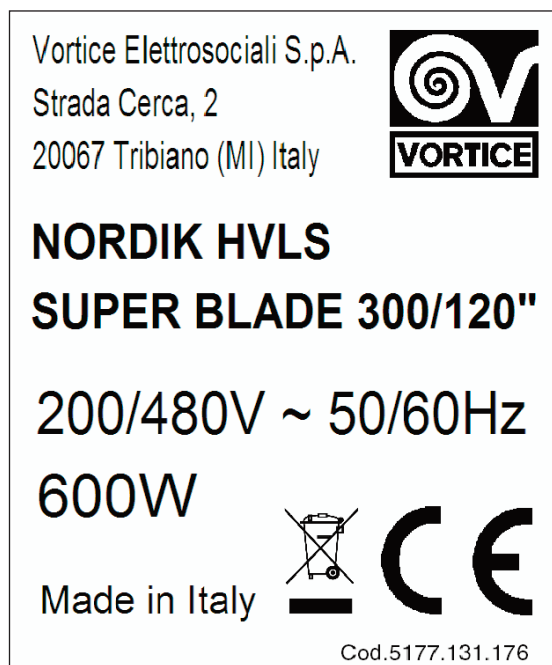 Vortice Elettrosociali S.p.A.
Strada Cerca, 2
20067 Tribiano (MI) Italy
VORTICE
NORDIK HVLS
SUPER BLADE 300/120"
200/480V ~ 50/60Hz
600W
CE
Made in Italy
Cod.5177.131.176